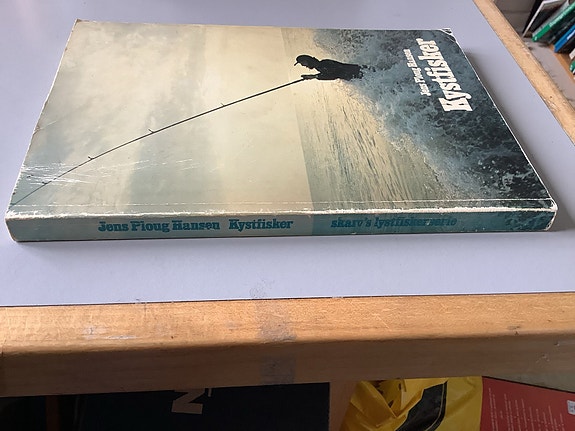 Jens Ploug Hansen
Kystfisker
Jens Ploug Hansen Kystfisker skarv's lystfiskerserie